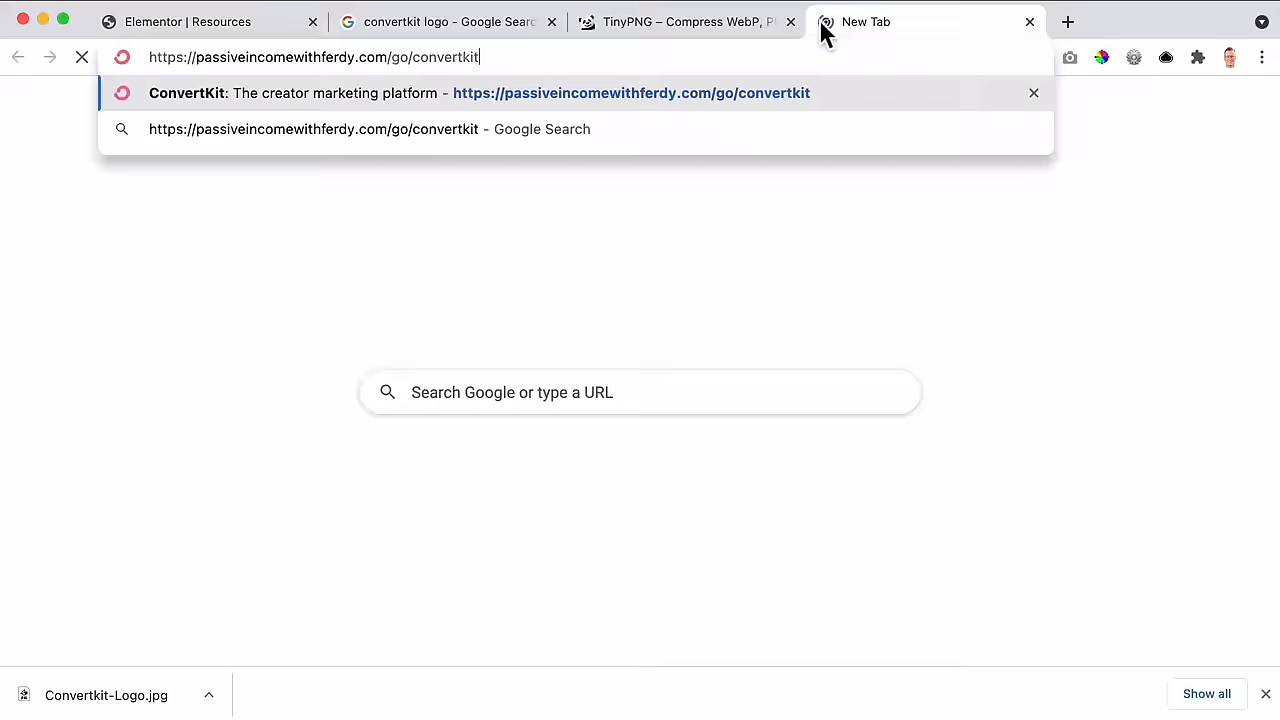 Elementor | Resources
convertkit logo - Google Searc
TinyPNG – Compress WebP, P
New Tab
https://passiveincomewithferdy.com/go/convertkit
ConvertKit: The creator marketing platform - https://passiveincomewithferdy.com/go/convertkit
https://passiveincomewithferdy.com/go/convertkit - Google Search
Search Google or type a URL
Convertkit-Logo.jpg
Show all